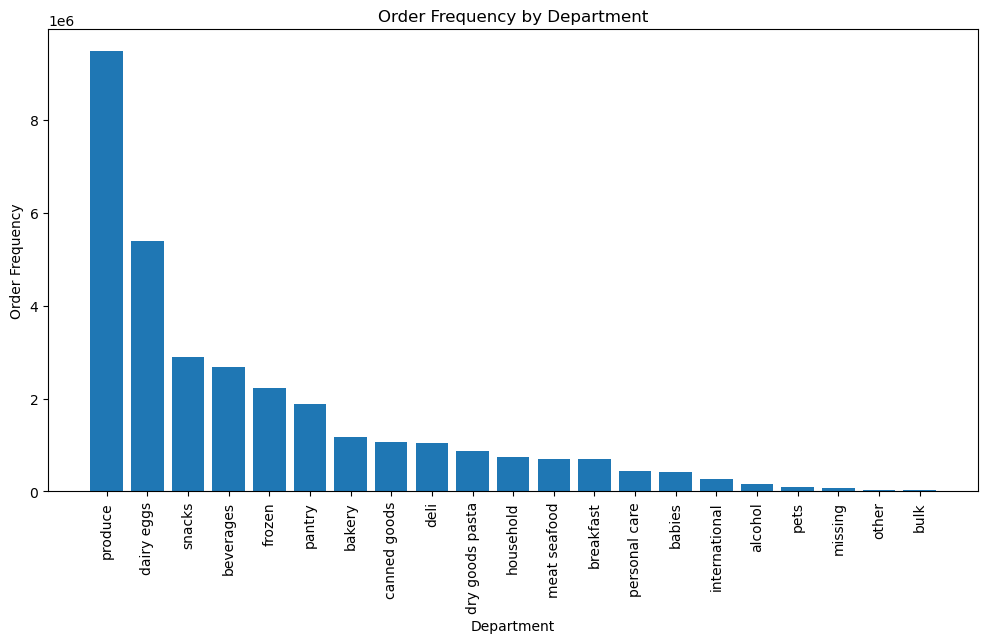 Order Frequency by Department
1e6
8
6
4
2
0
Order Frequency
produce
dairy eggs
snacks
beverages
frozen
pantry
bakery
canned goods
deli
dry goods pasta
household
meat seafood
breakfast
personal care
babies
international
alcohol
pets
missing
other
bulk
Department